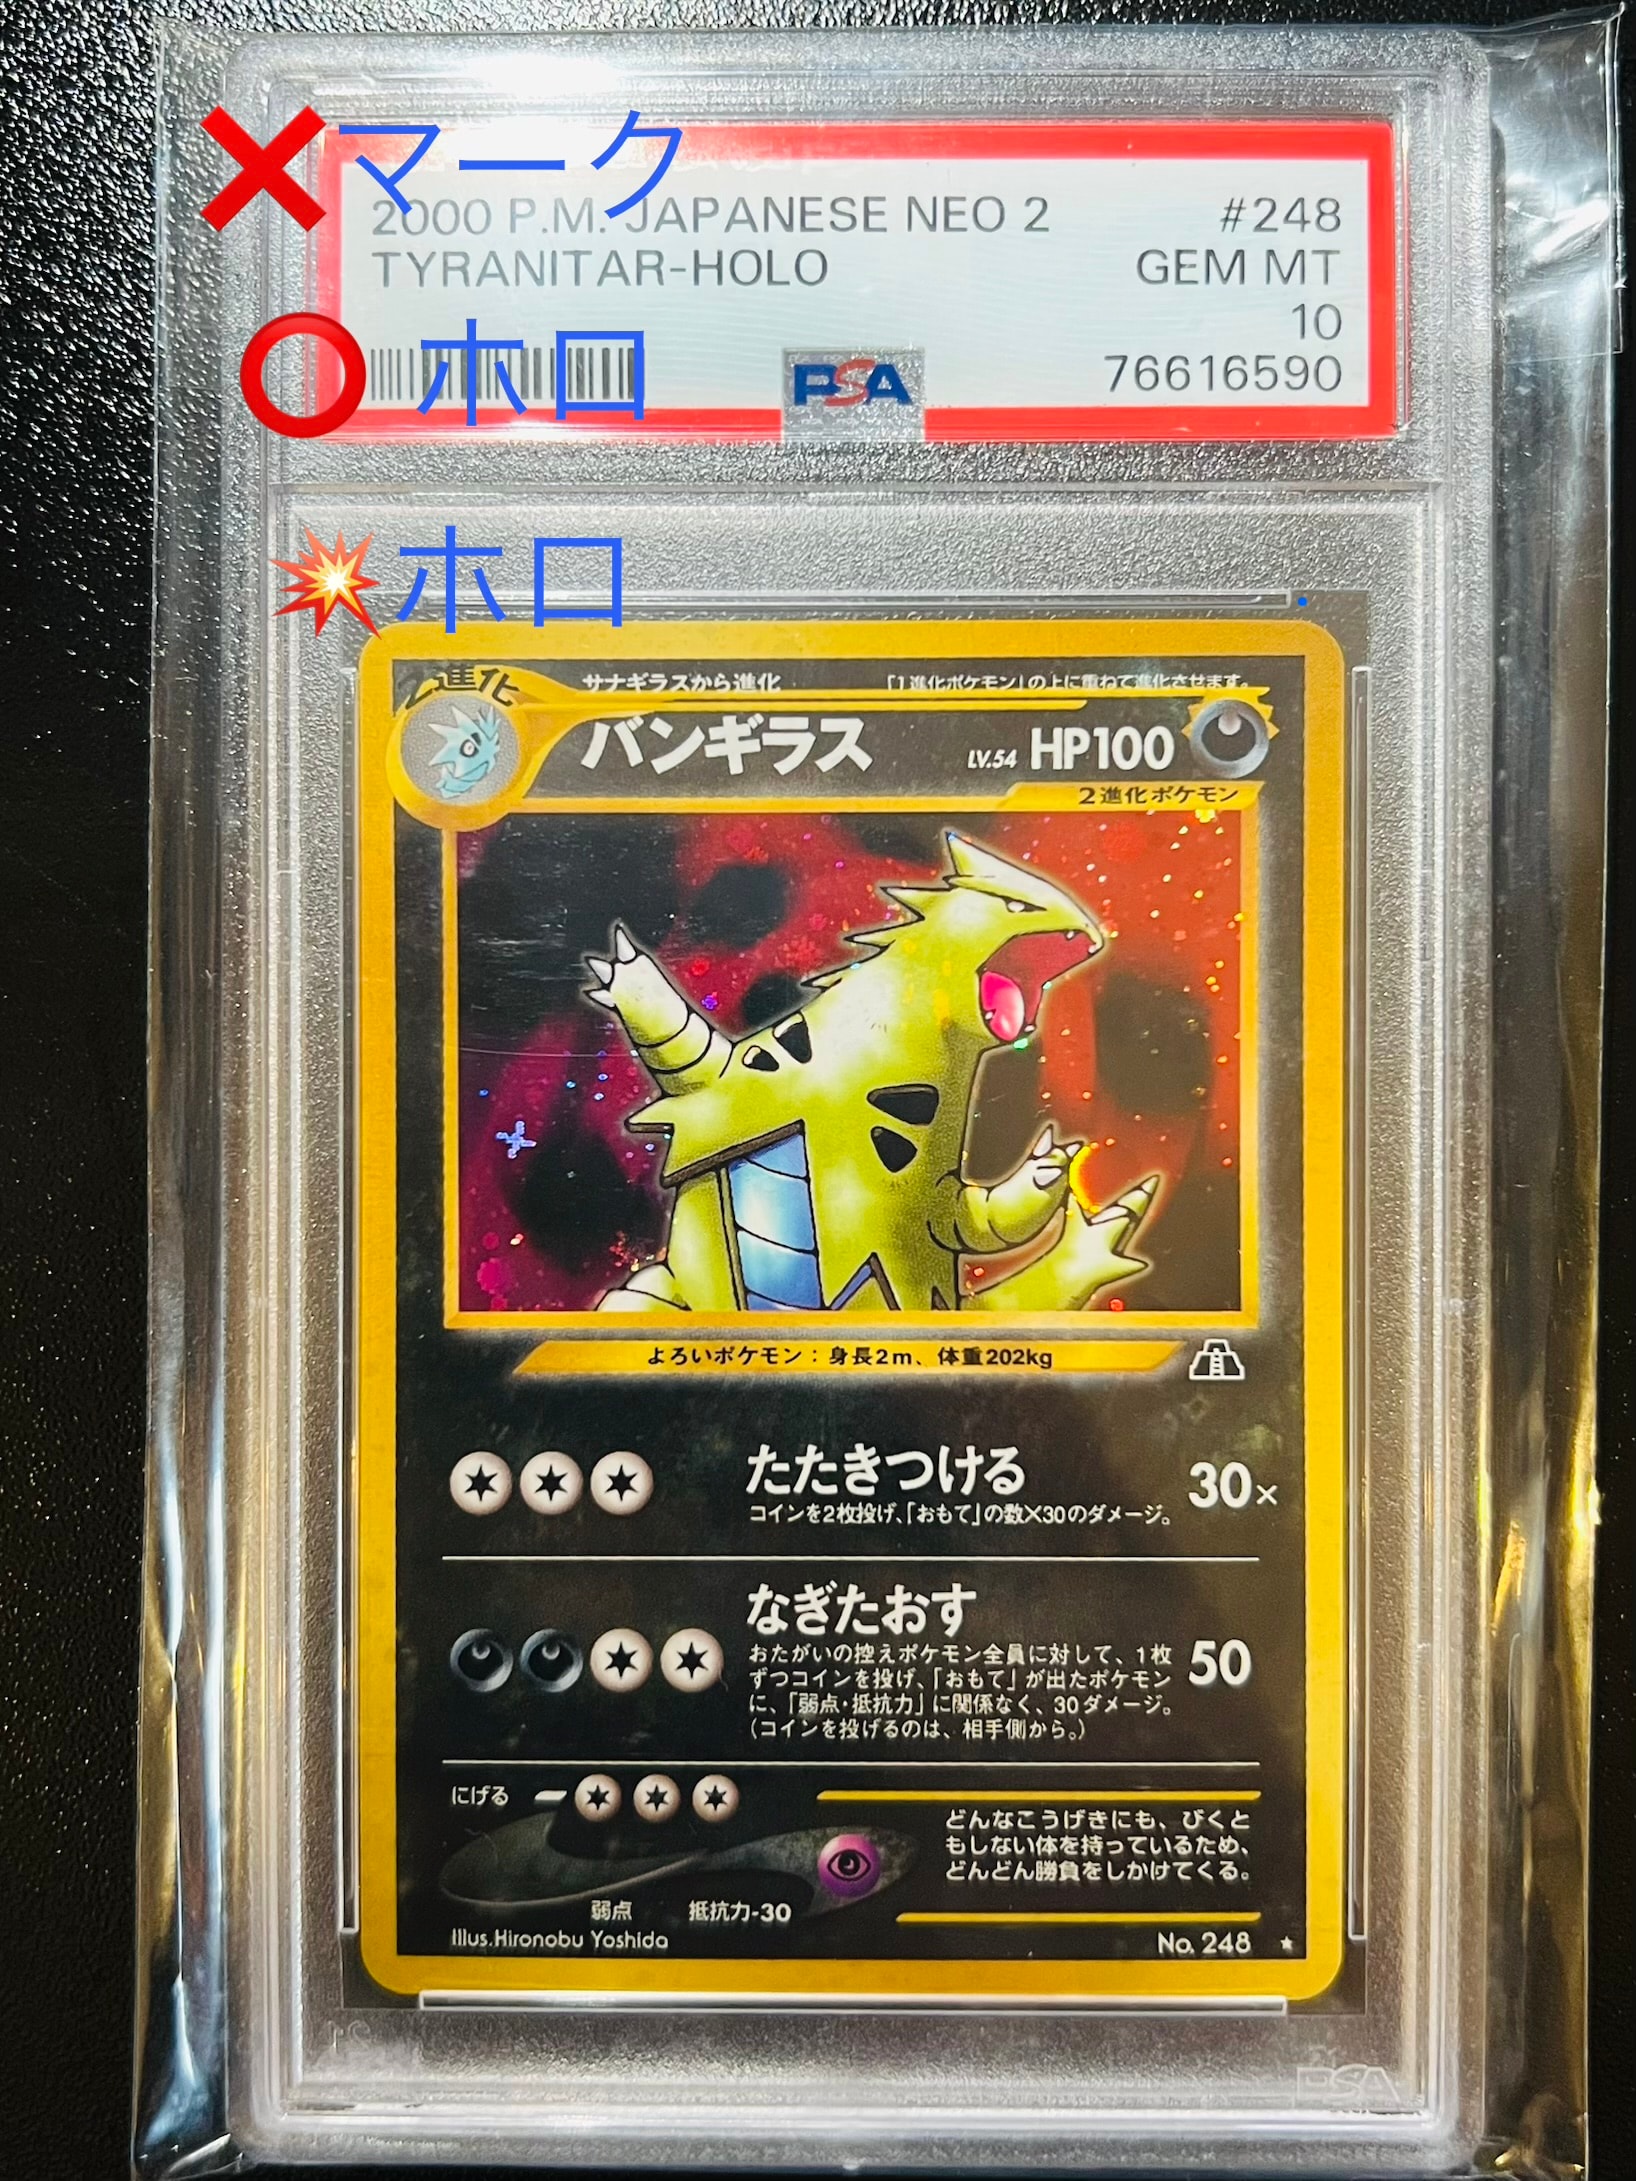 ❌マーク
2000 P.M. JAPANESE NEO 2 #248
TYRANITAR-HOLO GEM MT
10
⭕ホロ
PSA 76616590
💥ホロ
2進化 サナギラスから進化 「1進化ポケモン」の上に重ねて進化させます。
バンギラス LV.54 HP100
2進化ポケモン
よろいポケモン：身長2m、体重202kg
たたきつける 30×
コインを2枚投げ、「おもて」の数×30のダメージ。
なぎたおす
おたがいの控えポケモン全員に対して、1枚
ずつコインを投げ、「おもて」が出たポケモン 50
に、「弱点・抵抗力」に関係なく、30ダメージ。
（コインを投げるのは、相手側から。）
にげる
どんなこうげきにも、びくと
もしない体を持っているため、
どんどん勝負をしかけてくる。
弱点 抵抗力-30
Illus.Hironobu Yoshida No. 248 ★
PSA